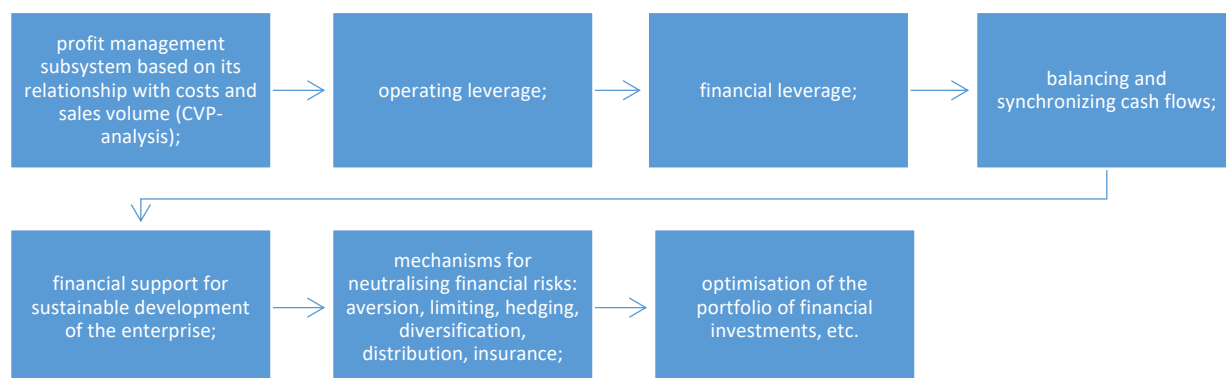 profit management
subsystem based on its
relationship with costs and
sales volume (CVP-
analysis);
operating leverage;
financial leverage;
balancing and
synchronizing cash flows;
financial support for
sustainable development
of the enterprise;
mechanisms for
neutralising financial risks:
aversion, limiting, hedging,
diversification,
distribution, insurance;
optimisation of the
portfolio of financial
investments, etc.